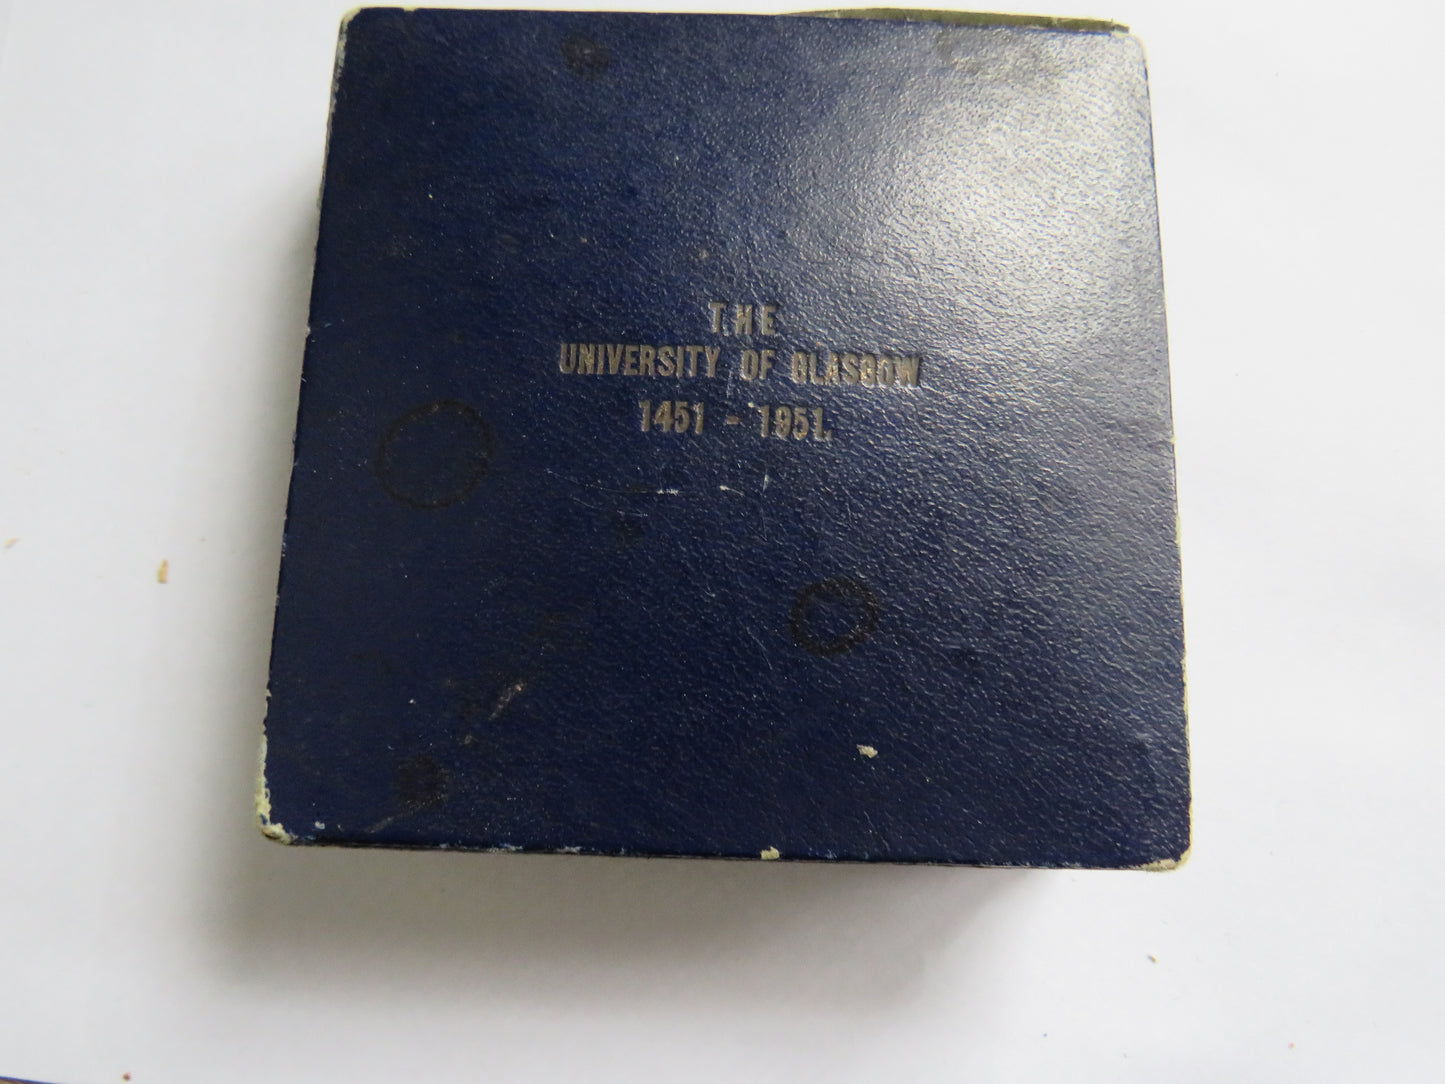 THE
UNIVERSITY OF GLASGOW
1451 - 1951.